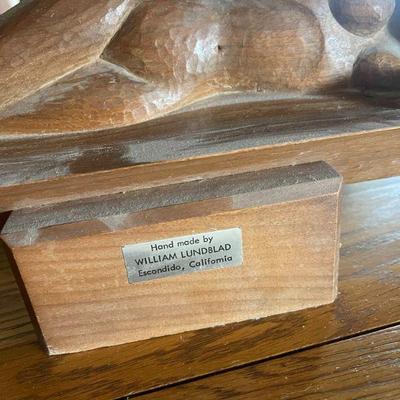 Hand made by
WILLIAM LUNDBLAD
Escondido, California